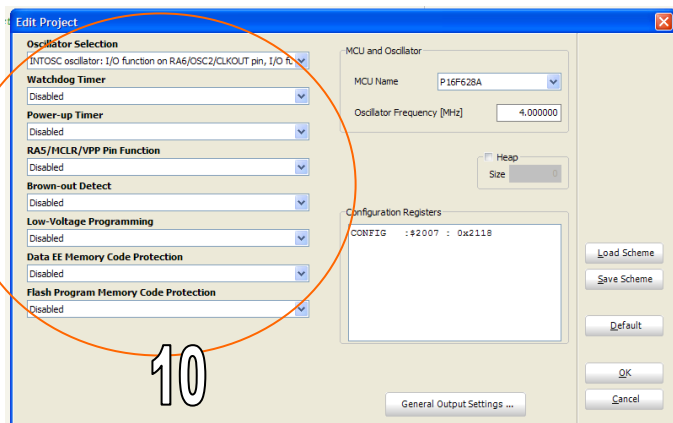 Edit Project
Oscillator Selection
INTOSC oscillator: I/O function on RA6/OSC2/CLKOUT pin, I/O fu
Watchdog Timer
Disabled
Power-up Timer
Disabled
RA5/MCLR/VPP Pin Function
Disabled
Brown-out Detect
Disabled
Low-Voltage Programming
Disabled
Data EE Memory Code Protection
Disabled
Flash Program Memory Code Protection
Disabled
10
MCU and Oscillator
MCU Name P16F628A
Oscillator Frequency [MHz] 4.000000
Heap
Size 0
Configuration Registers
CONFIG :$2007 : 0x2118
General Output Settings ...
Load Scheme
Save Scheme
Default
OK
Cancel